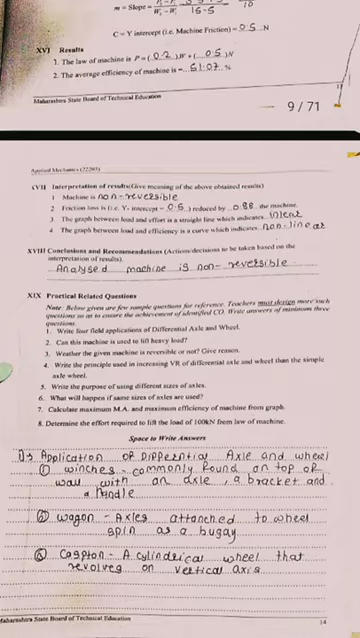 m = Slope =
W₂ - W₁ 15-5 10
C = Y intercept (i.e. Machine Friction) = 0.5 N
XVI Results
1. The law of machine is P = ( 0.2 ) W + ( 0.5 ) N
2. The average efficiency of machine is = 61.07 %
Maharashtra State Board of Technical Education
9 / 71
Applied Mechanics (22203)
XVII Interpretation of results(Give meaning of the above obtained results)
1 Machine is non-reversible
2 Friction loss is (i.e. Y- intercept = 0.5 ) reduced by 0.88 the machine.
3 The graph between load and effort is a straight line which indicates linear
4 The graph between load and efficiency is a curve which indicates non-linear
XVIII Conclusions and Recommendations (Actions/decisions to be taken based on the
interpretation of results).
Analysed machine is non-reversible
XIX Practical Related Questions
Note: Below given are few sample questions for reference. Teachers must design more such
questions so as to ensure the achievement of identified CO. Write answers of minimum three
questions.
1. Write four field applications of Differential Axle and Wheel.
2. Can this machine is used to lift heavy load?
3. Weather the given machine is reversible or not? Give reason.
4. Write the principle used in increasing VR of differential axle and wheel than the simple
axle wheel.
5. Write the purpose of using different sizes of axles.
6. What will happen if same sizes of axles are used?
7. Calculate maximum M.A. and maximum efficiency of machine from graph.
8. Determine the effort required to lift the load of 100kN from law of machine.
Space to Write Answers
Application of Differntial Axle and wheel
① winches - commonly found on top of
wall with an axle , a bracket and
a handle
② wagon - Axles attanched to wheel
spin as a bugay
③ Caspton - A cylinderical wheel that
revolves on vertical axis
Maharashtra State Board of Technical Education 14